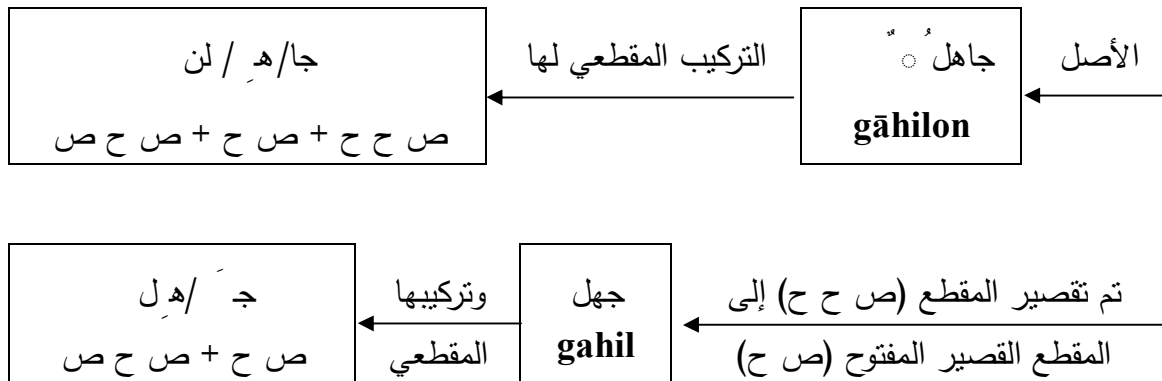 الأصل
جاهلُ ٌ
gāhilon
التركيب المقطعي لها
جا/هِ / لن
ص ح ح + ص ح + ص ح ص
تم تقصير المقطع (ص ح ح) إلى
المقطع القصير المفتوح (ص ح)
جهل
gahil
وتركيبها
المقطعي
جَ /هِل
ص ح + ص ح ص